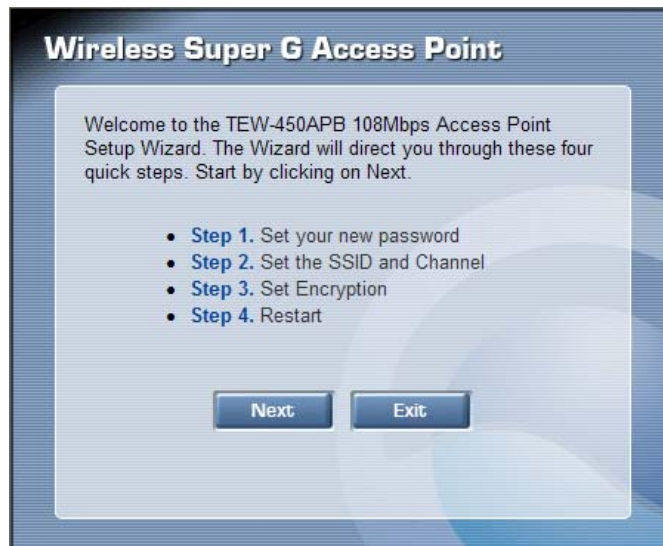 Wireless Super G Access Point
Welcome to the TEW-450APB 108Mbps Access Point
Setup Wizard. The Wizard will direct you through these four
quick steps. Start by clicking on Next.
• Step 1. Set your new password
• Step 2. Set the SSID and Channel
• Step 3. Set Encryption
• Step 4. Restart
Next Exit